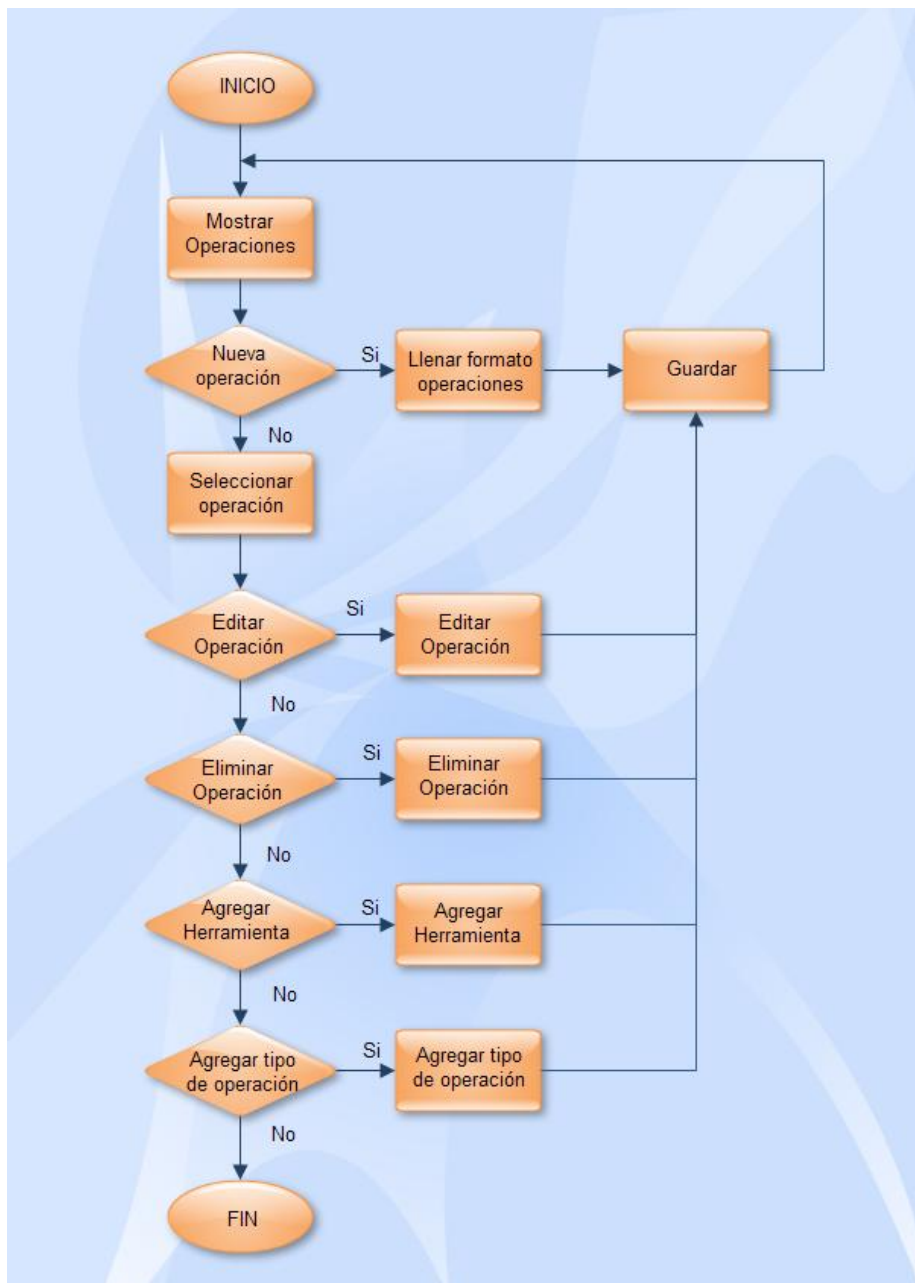 INICIO
Mostrar
Operaciones
Nueva
operación
Si
Llenar formato
operaciones
Guardar
No
Seleccionar
operación
Editar
Operación
Si
Editar
Operación
No
Eliminar
Operación
Si
Eliminar
Operación
No
Agregar
Herramienta
Si
Agregar
Herramienta
No
Agregar tipo
de operación
Si
Agregar tipo
de operación
No
FIN